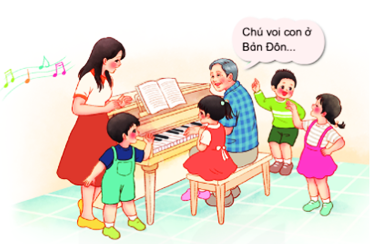 Chú voi con ở
Bản Đôn...